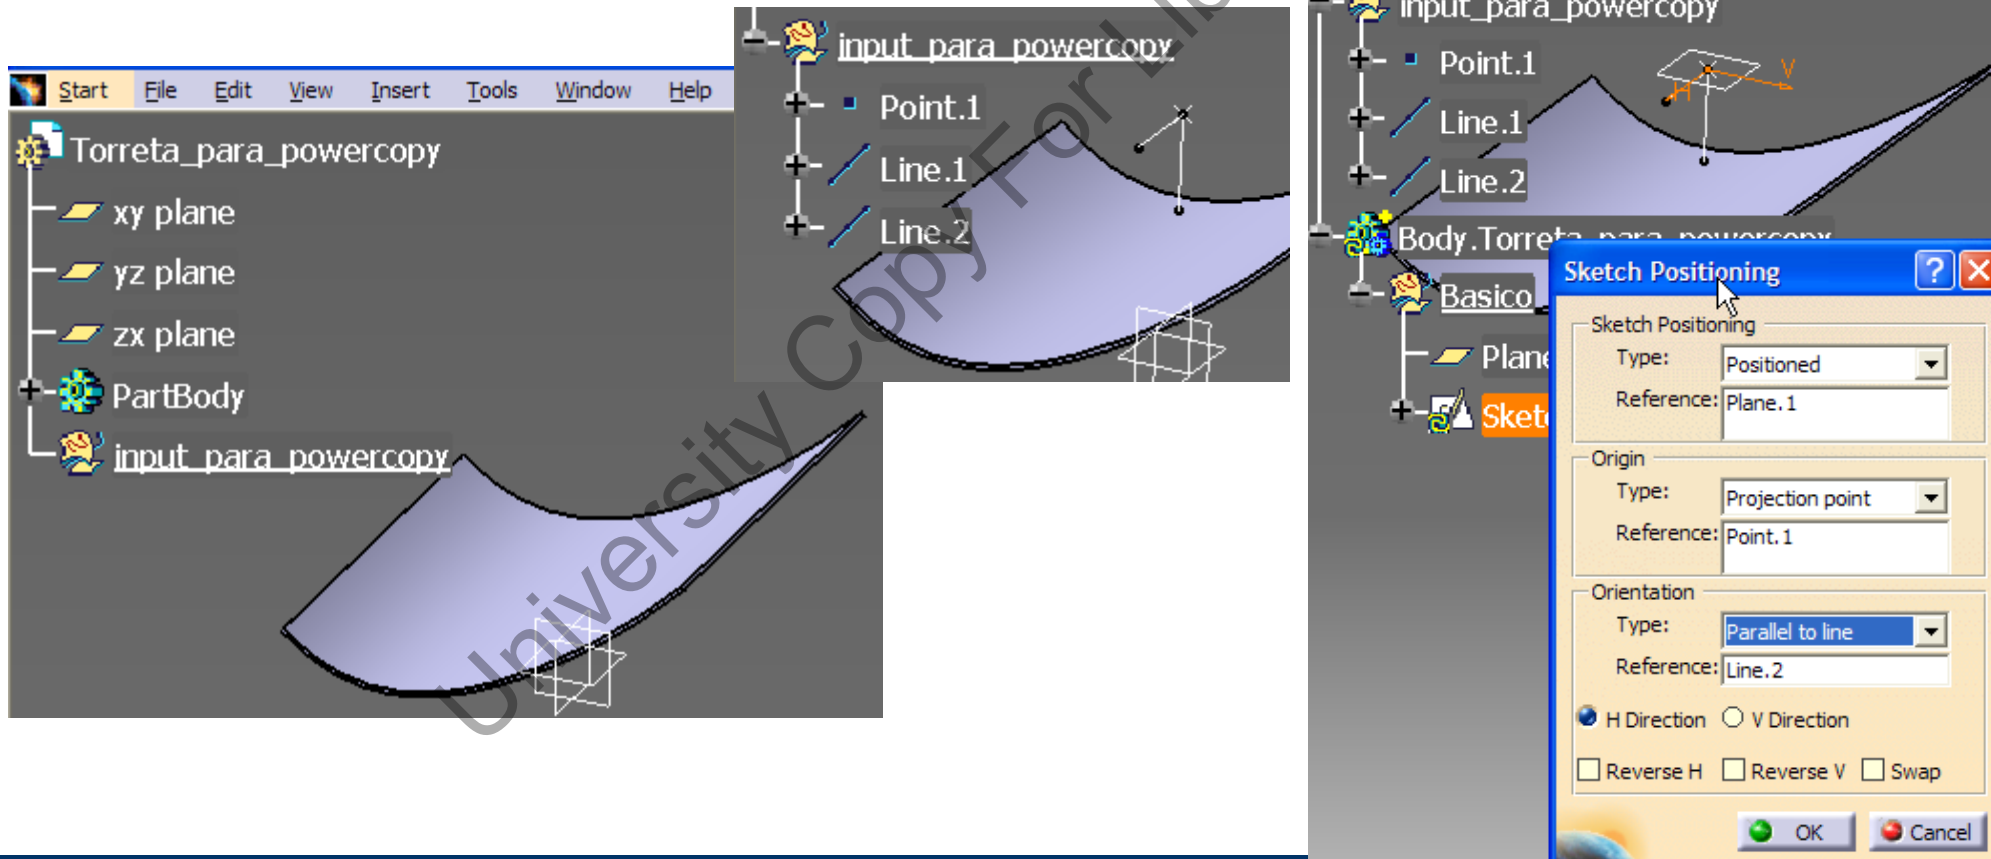 Start File Edit View Insert Tools Window Help
Torreta_para_powercopy
xy plane
yz plane
zx plane
PartBody
input_para_powercopy
input_para_powercopy
Point.1
Line.1
Line.2
input_para_powercopy
Point.1
Line.1
Line.2
Body.Torreta_para_powercopy
Basico
Plane
Sket
V
H
Sketch Positioning
Sketch Positioning
Type: Positioned
Reference: Plane.1
Origin
Type: Projection point
Reference: Point.1
Orientation
Type: Parallel to line
Reference: Line.2
H Direction V Direction
Reverse H Reverse V Swap
OK Cancel
University Copy For